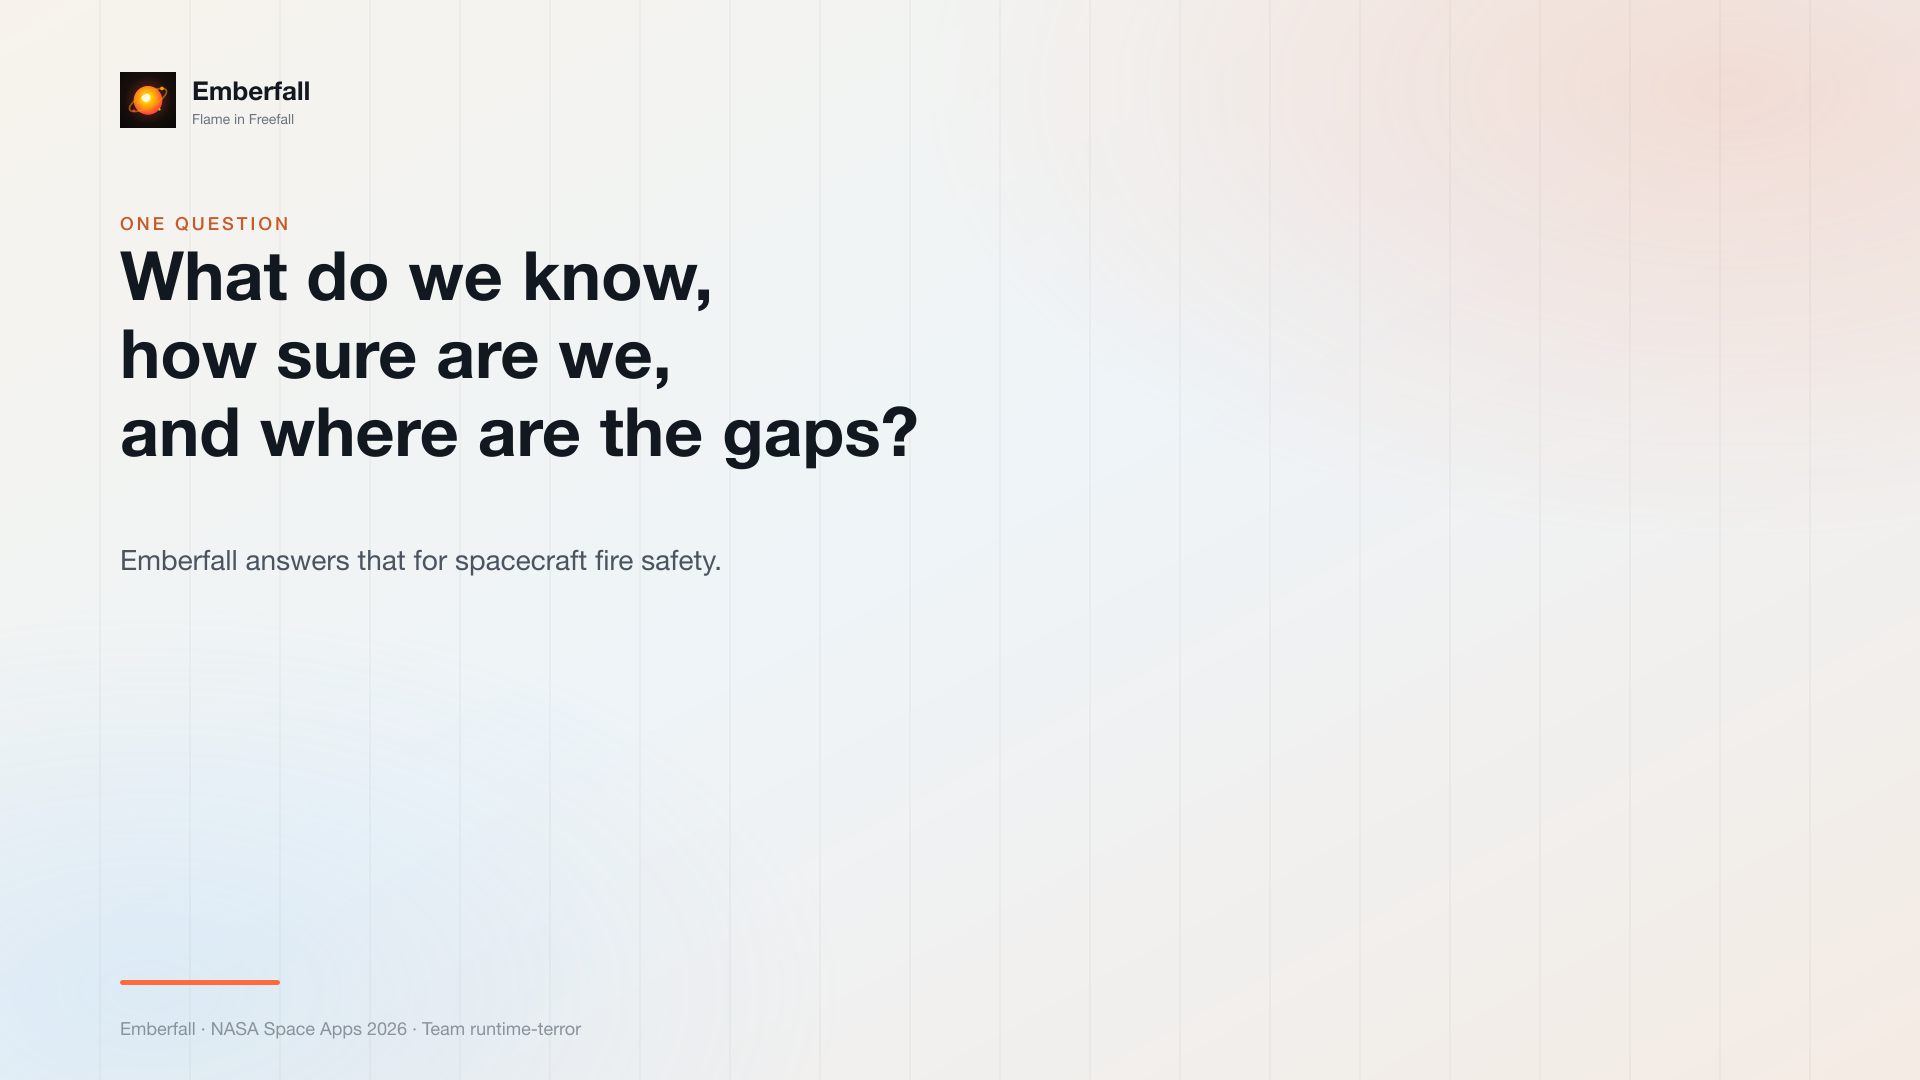 Emberfall
Flame in Freefall
ONE QUESTION
What do we know,
how sure are we,
and where are the gaps?
Emberfall answers that for spacecraft fire safety.
Emberfall · NASA Space Apps 2026 · Team runtime-terror